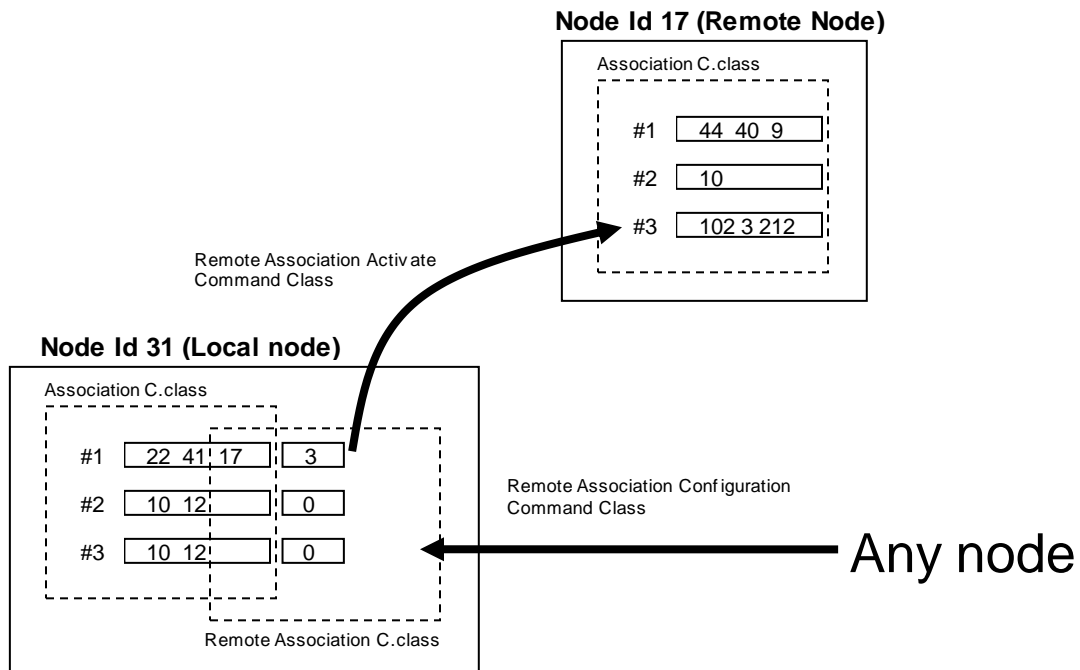 Node Id 17 (Remote Node)
Association C.class
#1 44 40 9
#2 10
#3 102 3 212
Remote Association Activate
Command Class
Node Id 31 (Local node)
Association C.class
#1 22 41 17 3
#2 10 12 0
#3 10 12 0
Remote Association Configuration
Command Class
Any node
Remote Association C.class